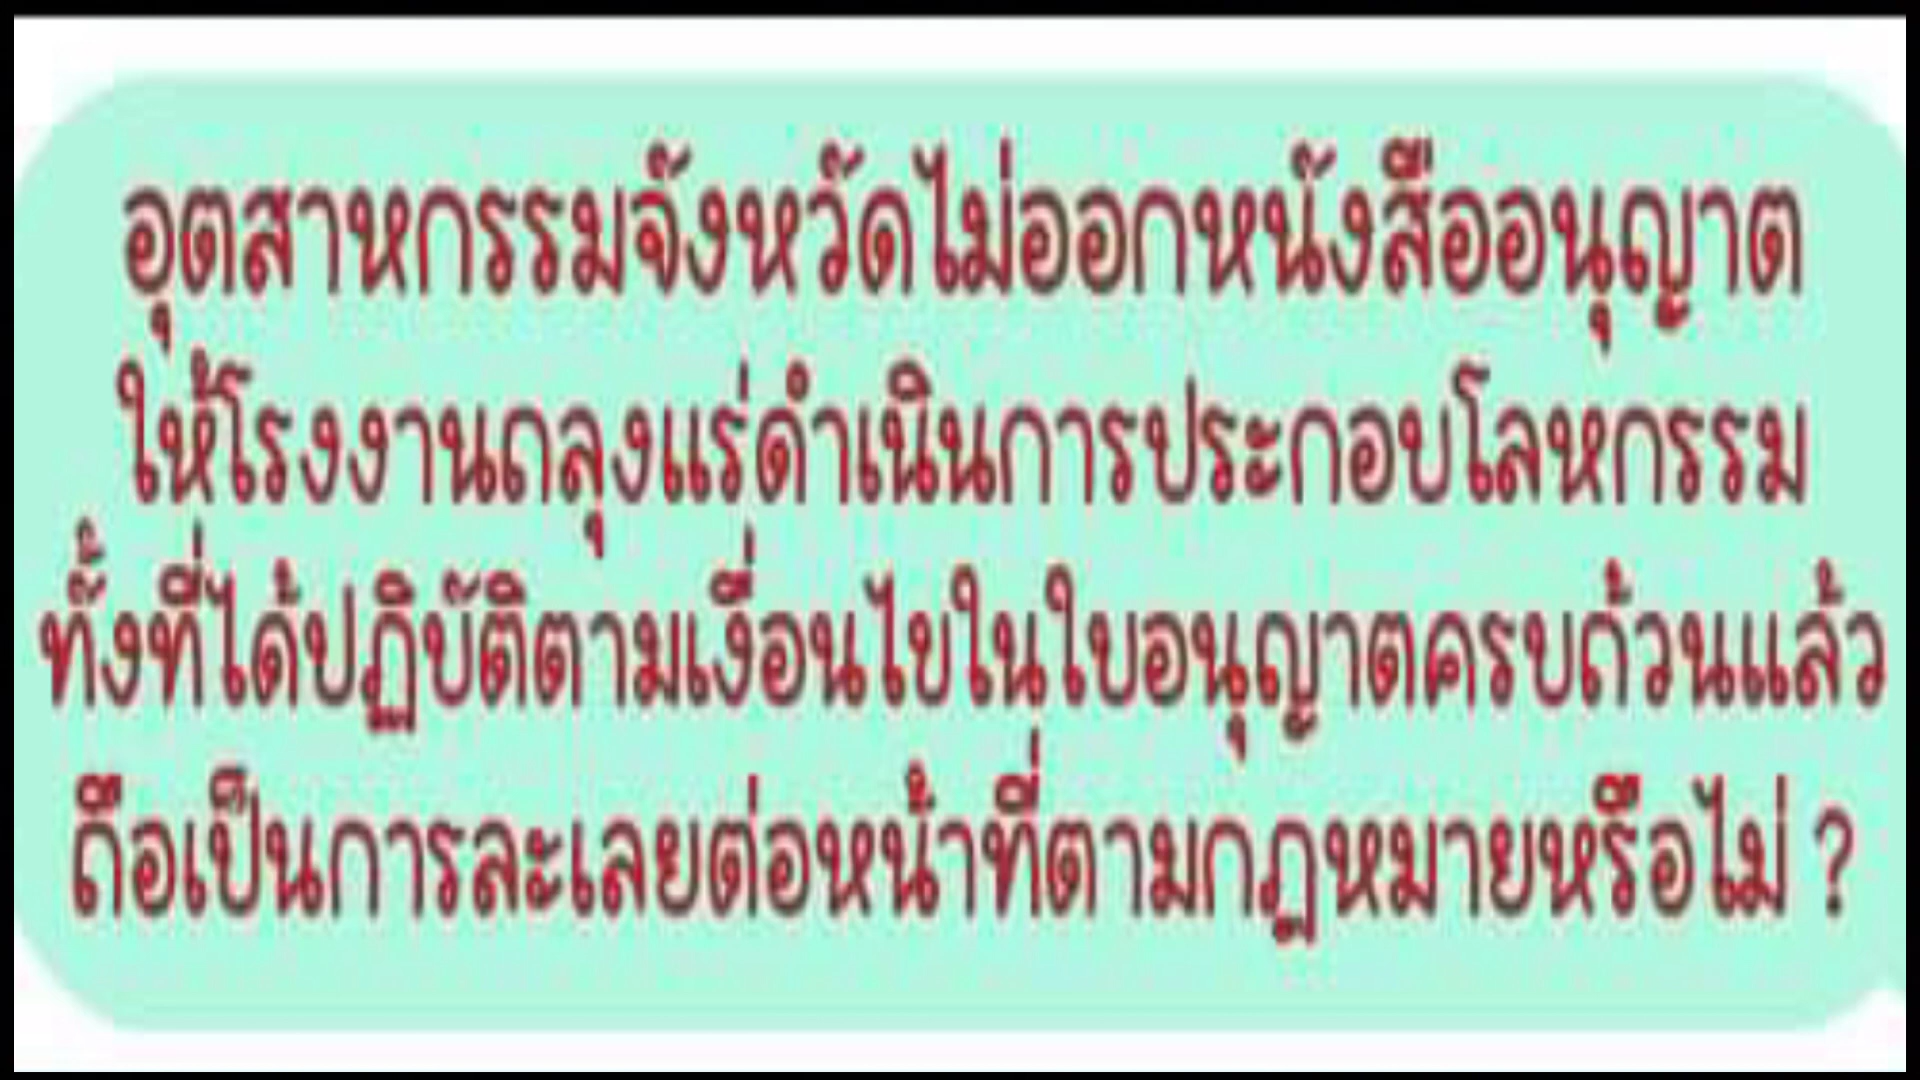 อุตสาหกรรมจังหวัดไม่ออกหนังสืออนุญาต
ให้โรงงานถลุงแร่ดำเนินการประกอบโลหกรรม
ทั้งที่ได้ปฏิบัติตามเงื่อนไขในใบอนุญาตครบถ้วนแล้ว
ถือเป็นการละเลยต่อหน้าที่ตามกฎหมายหรือไม่ ?